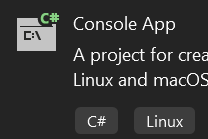 C#
C:\
Console App
A project for crea
Linux and macOS
C#
Linux